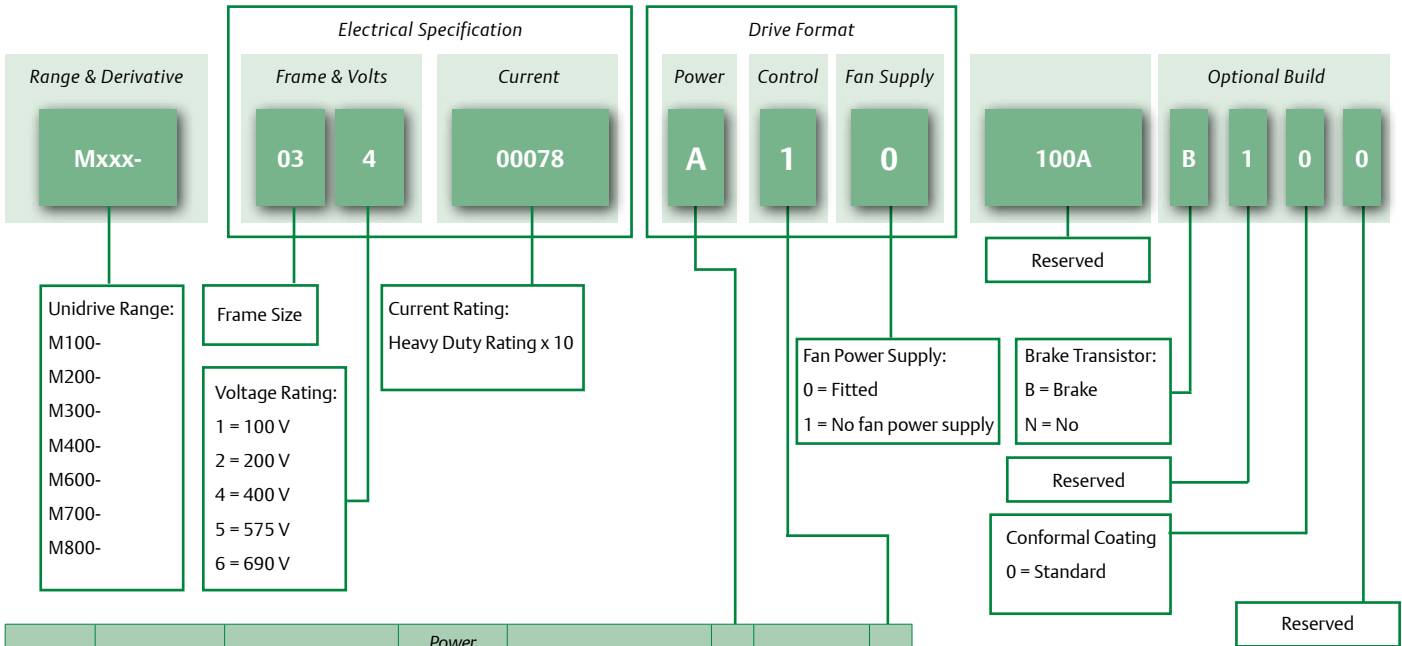 Electrical Specification
Drive Format
Range & Derivative
Frame & Volts
Current
Power
Control
Fan Supply
Optional Build
Mxxx-
03
4
00078
A
1
0
100A
B
1
0
0
Reserved
Unidrive Range:
M100-
M200-
M300-
M400-
M600-
M700-
M800-
Frame Size
Voltage Rating:
1 = 100 V
2 = 200 V
4 = 400 V
5 = 575 V
6 = 690 V
Current Rating:
Heavy Duty Rating x 10
Fan Power Supply:
0 = Fitted
1 = No fan power supply
Brake Transistor:
B = Brake
N = No
Reserved
Conformal Coating
0 = Standard
Reserved
Power